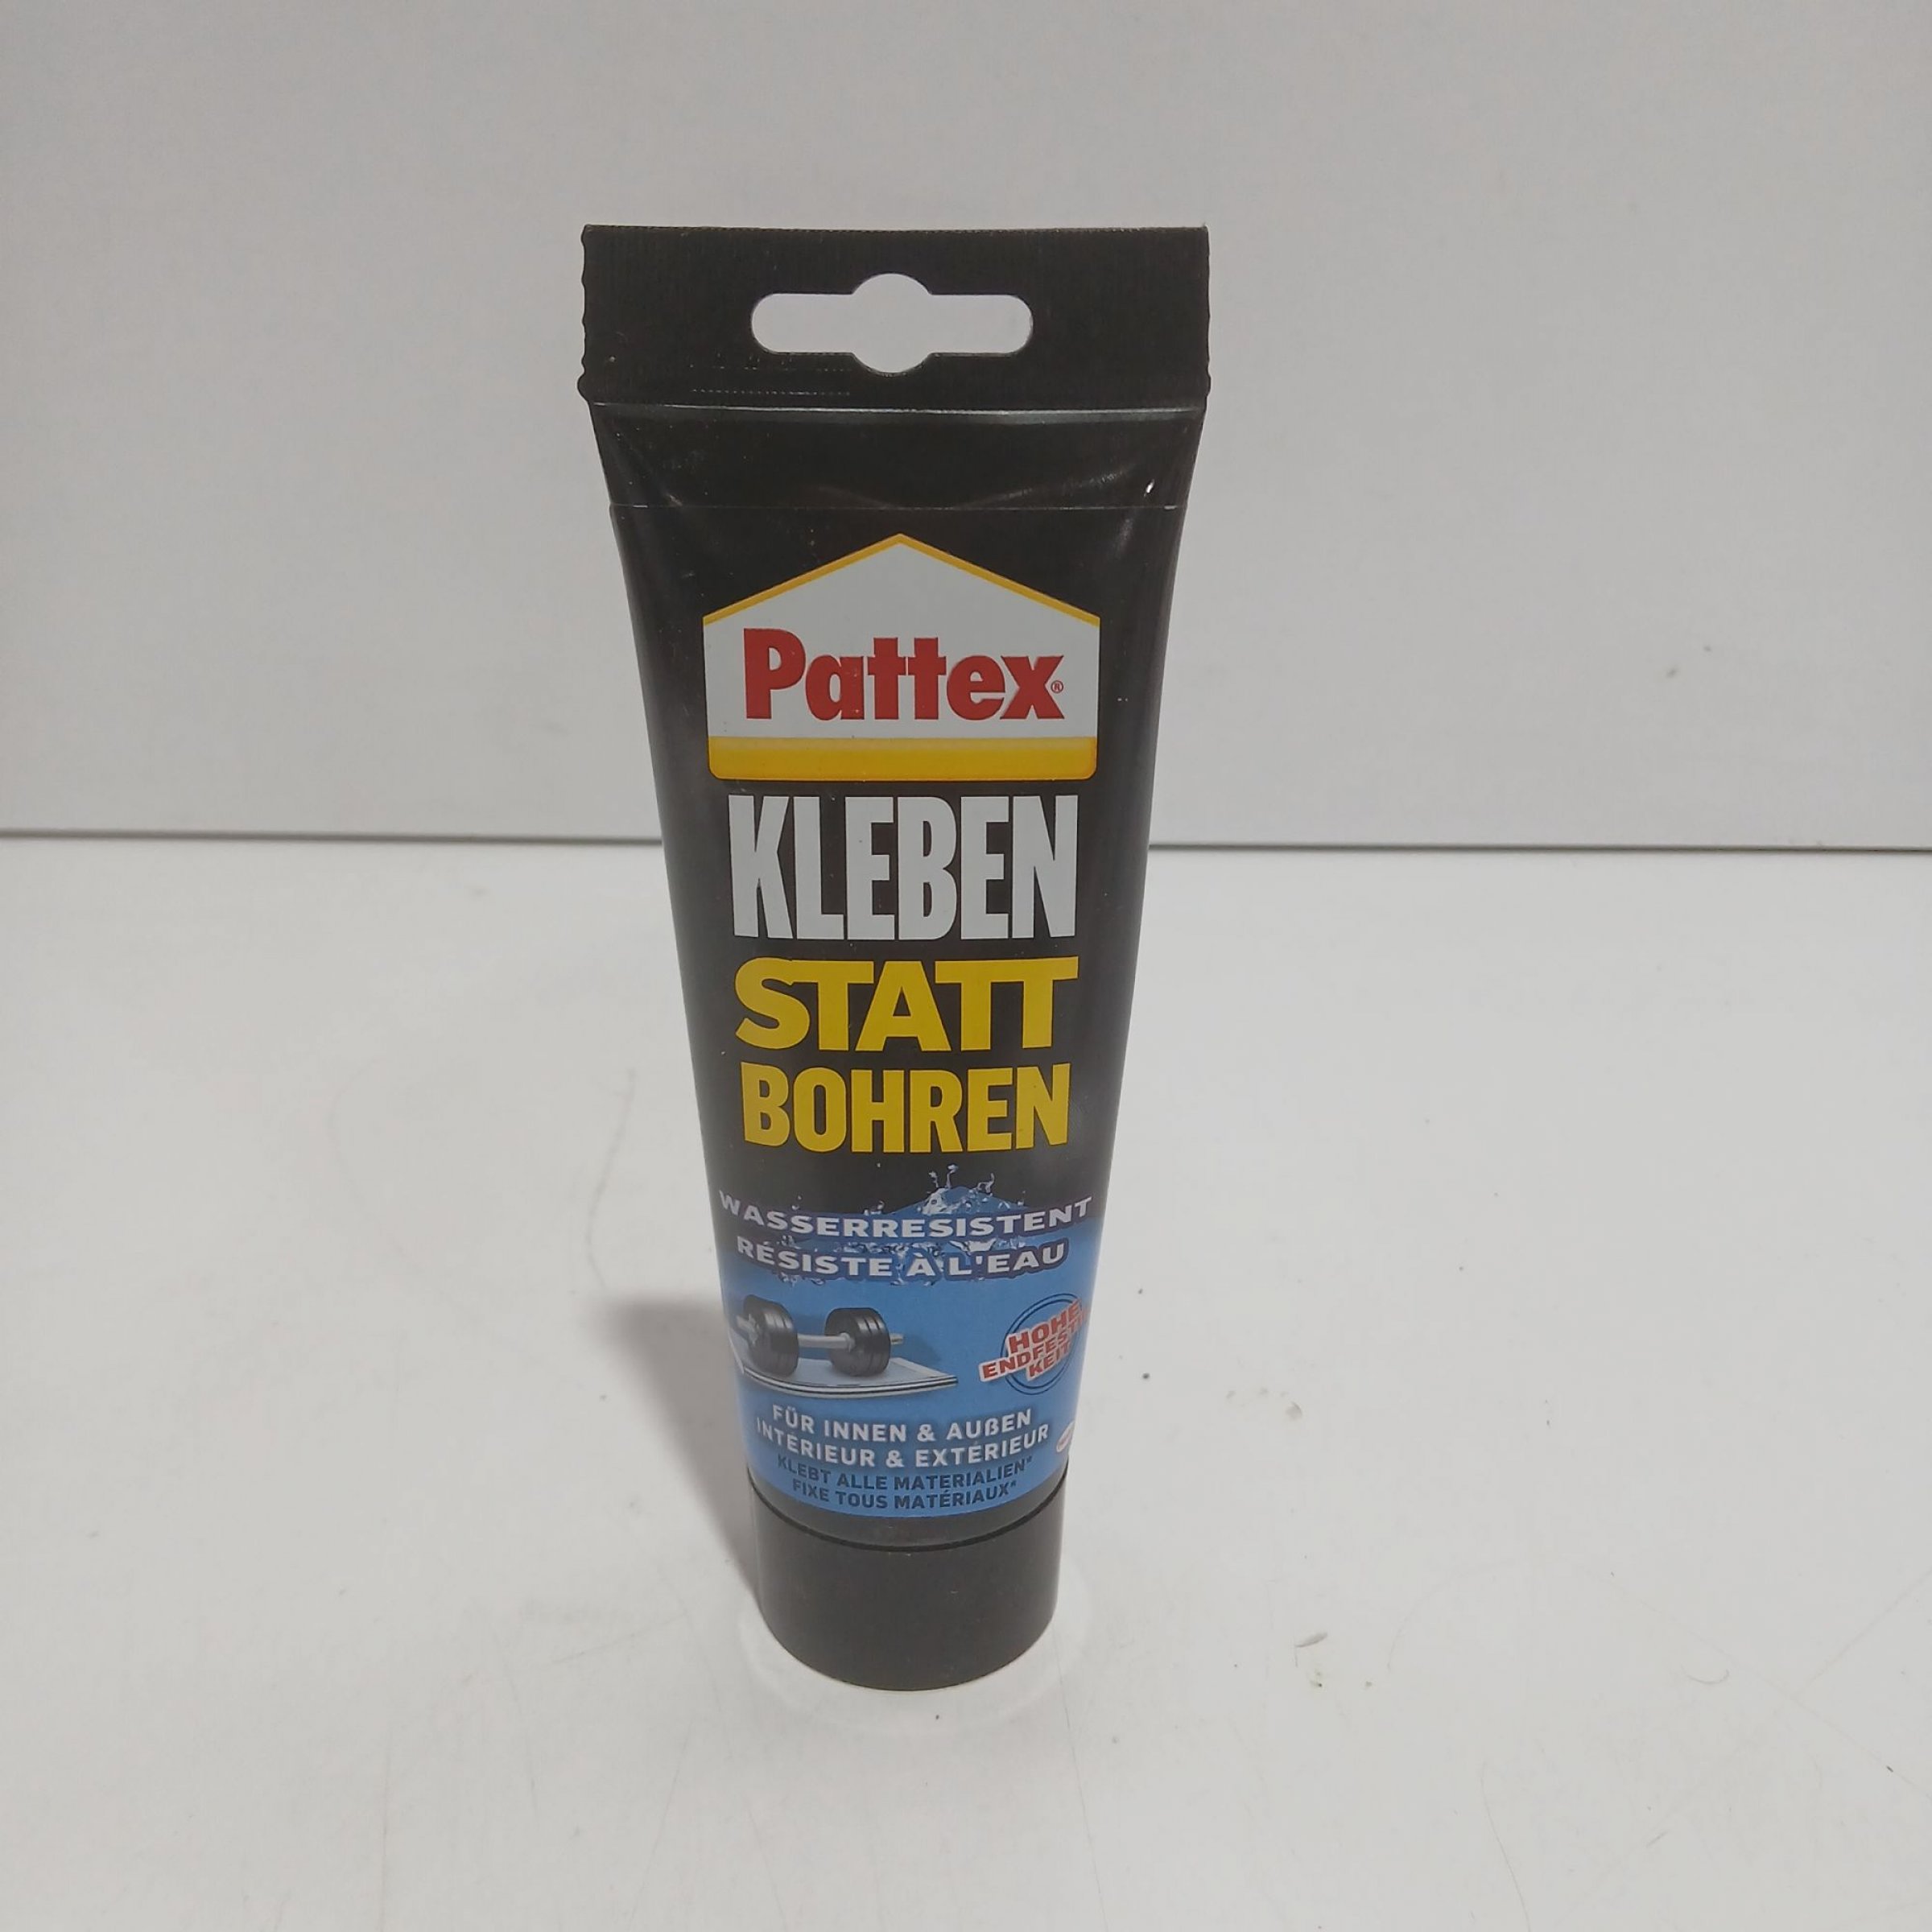 Pattex®
KLEBEN
STATT
BOHREN
WASSERRESISTENT
RÉSISTE À L'EAU
HOHE
ENDFESTIG
KEIT
FÜR INNEN & AUßEN
INTÉRIEUR & EXTÉRIEUR
KLEBT ALLE MATERIALIEN*
FIXE TOUS MATÉRIAUX*